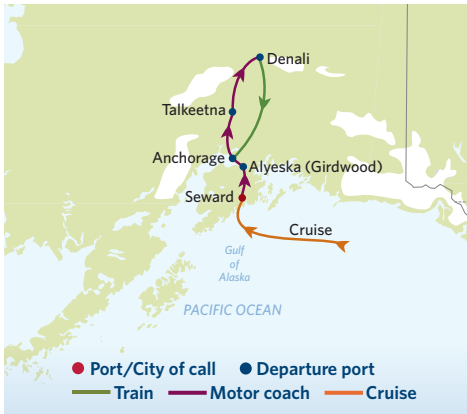 Denali
Talkeetna
Anchorage
Alyeska (Girdwood)
Seward
Cruise
Gulf
of
Alaska
PACIFIC OCEAN
Port/City of call Departure port
Train Motor coach Cruise